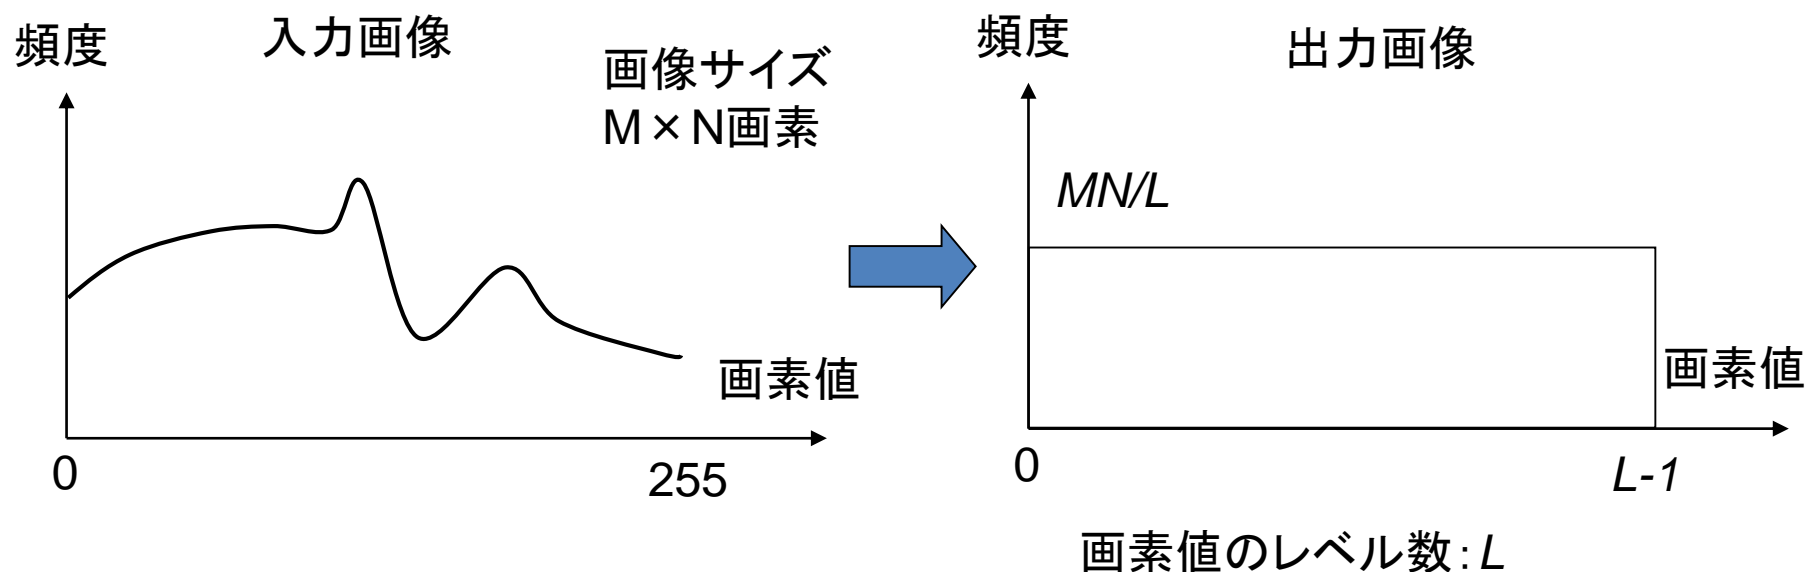 頻度
入力画像
画像サイズ
M×N画素
画素値
0
255
頻度
出力画像
MN/L
画素値
0
L-1
画素値のレベル数:L